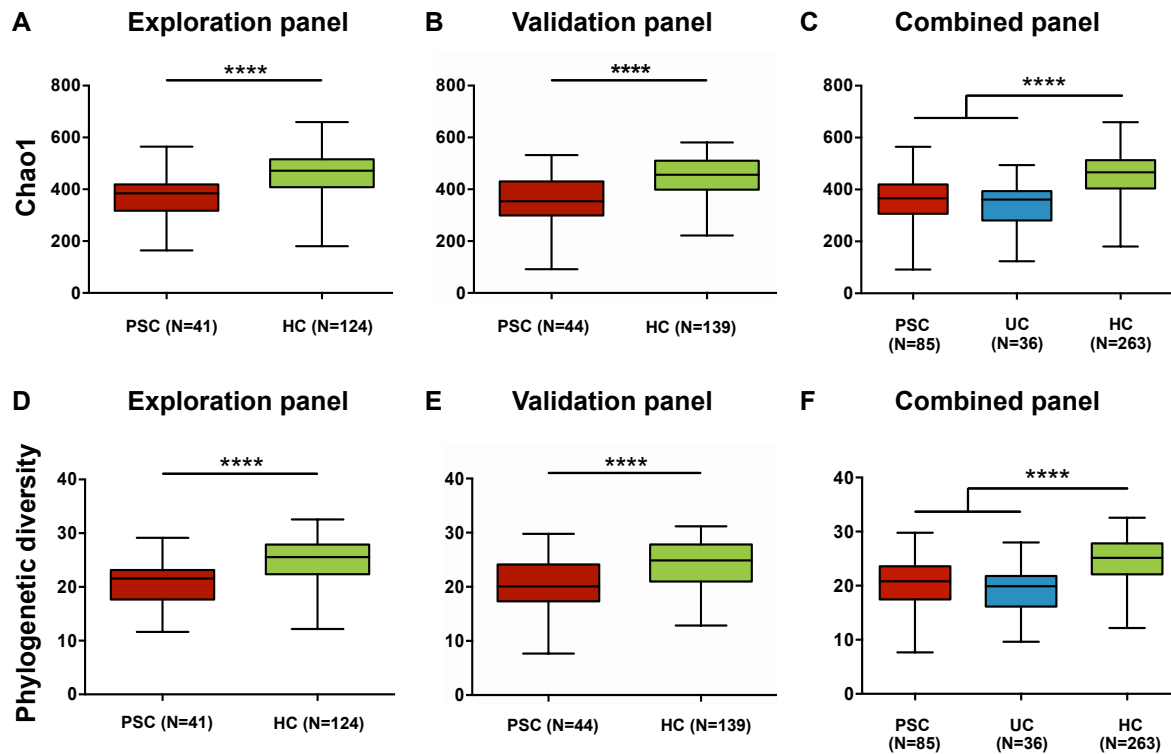 A Exploration panel
****
Chao1
800
600
400
200
0
PSC (N=41) HC (N=124)
B Validation panel
****
800
600
400
200
0
PSC (N=44) HC (N=139)
C Combined panel
****
800
600
400
200
0
PSC UC HC
(N=85) (N=36) (N=263)
D Exploration panel
****
Phylogenetic diversity
40
30
20
10
0
PSC (N=41) HC (N=124)
E Validation panel
****
40
30
20
10
0
PSC (N=44) HC (N=139)
F Combined panel
****
40
30
20
10
0
PSC UC HC
(N=85) (N=36) (N=263)